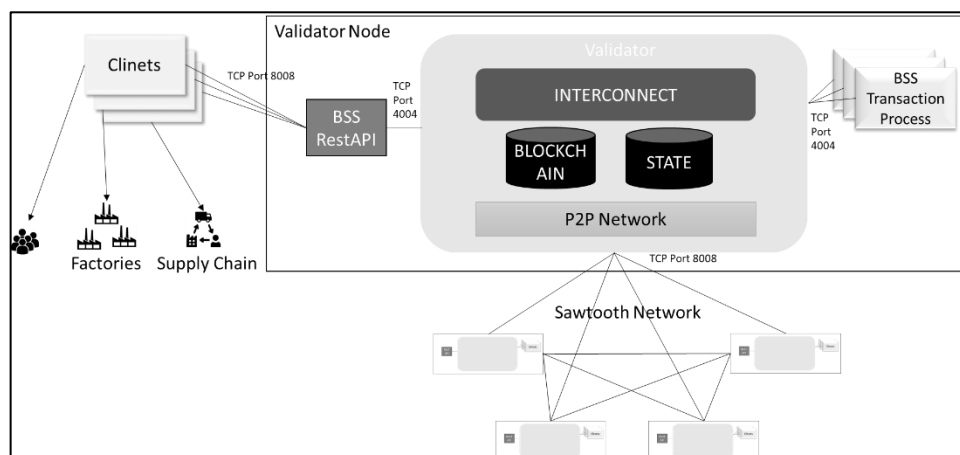 Validator Node
Clinets
TCP Port 8008
BSS
RestAPI
TCP
Port
4004
Validator
INTERCONNECT
BLOCKCH
AIN
STATE
P2P Network
BSS
Transaction
Process
TCP
Port
4004
Factories
Supply Chain
TCP Port 8008
Sawtooth Network